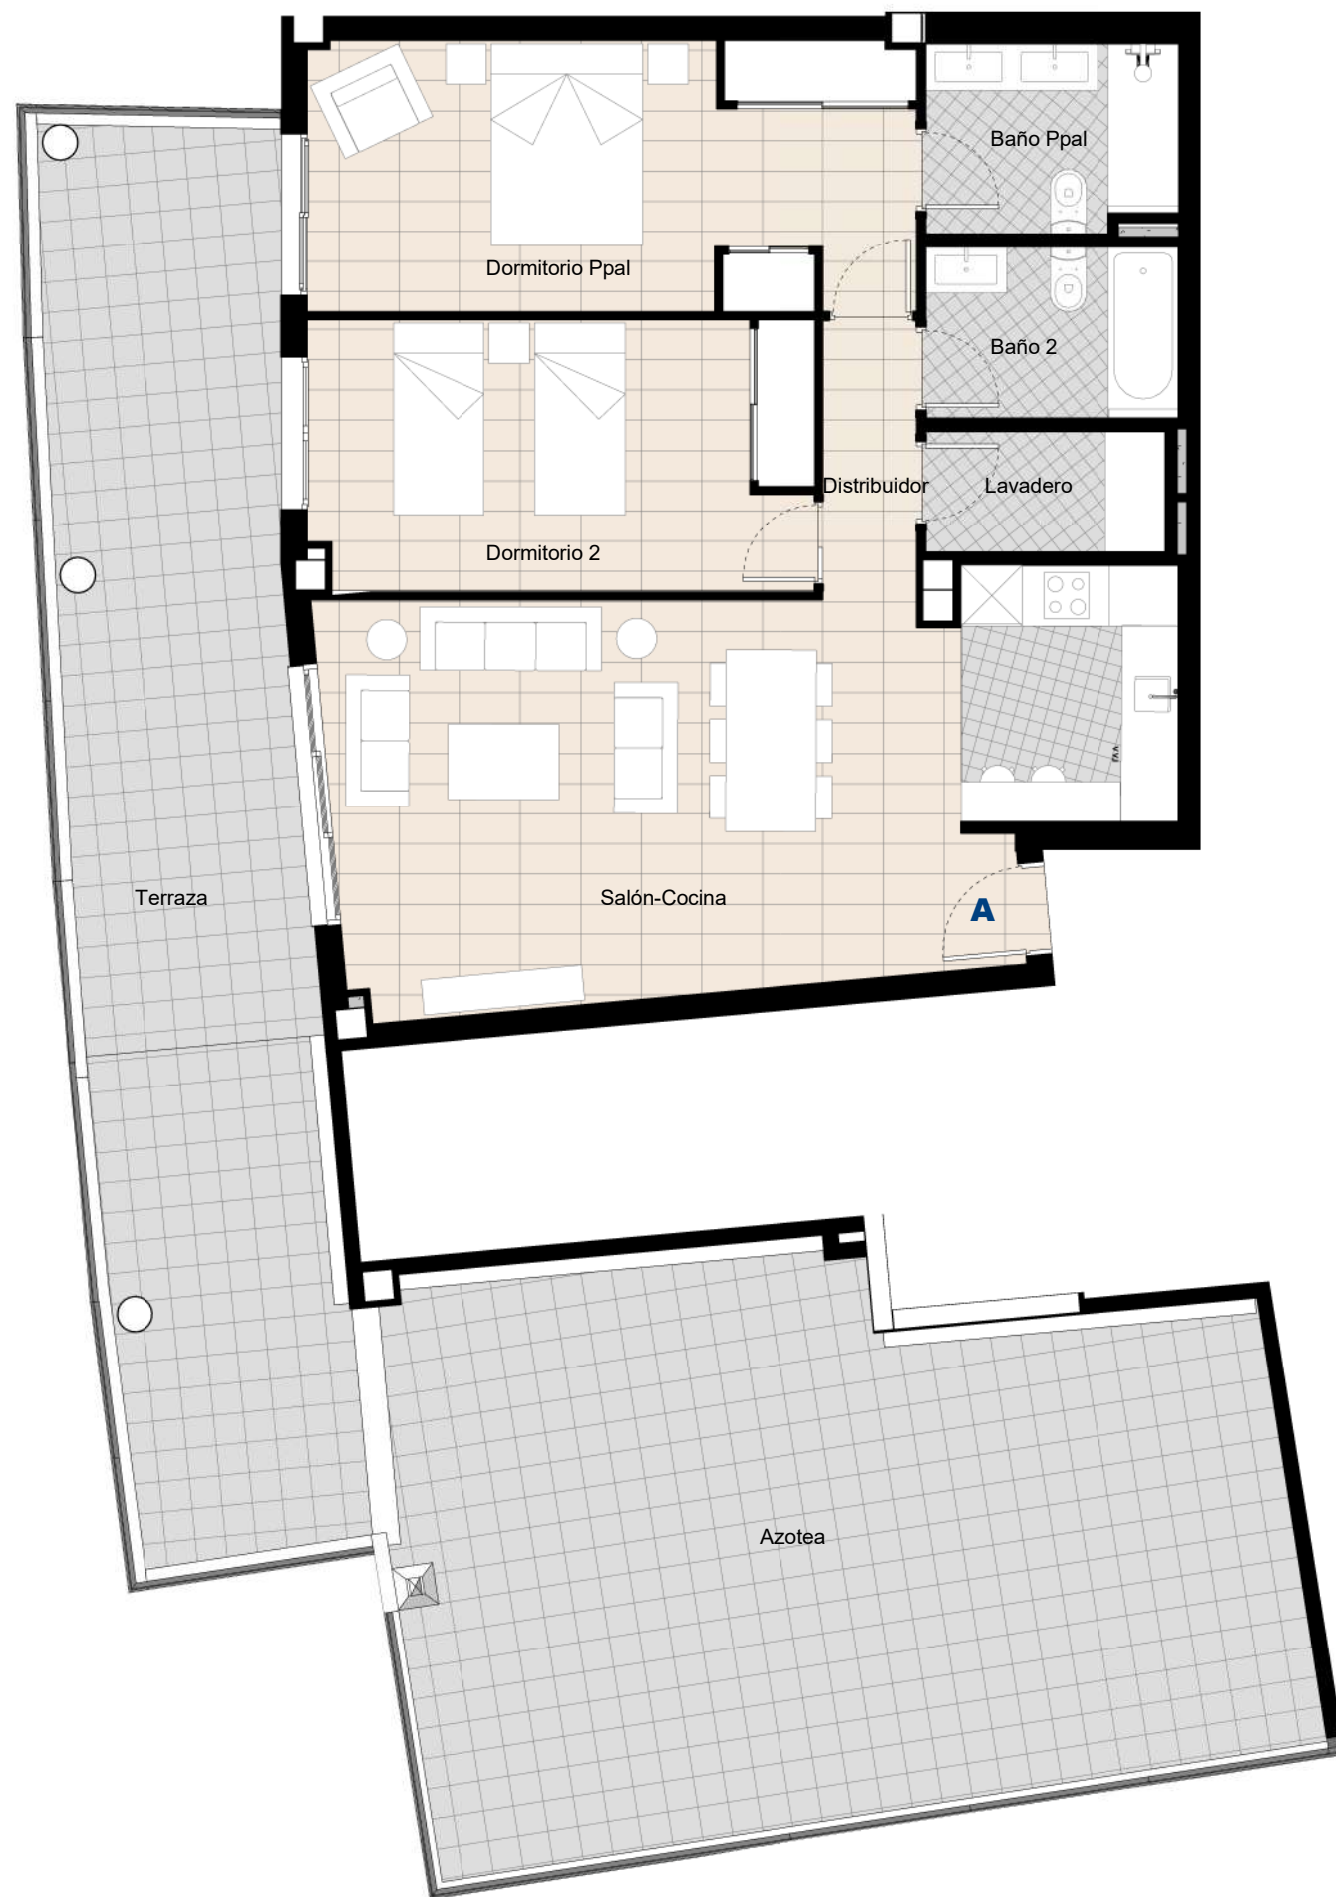 Baño Ppal
Dormitorio Ppal
Baño 2
Distribuidor
Lavadero
Dormitorio 2
Terraza
Salón-Cocina
A
Azotea